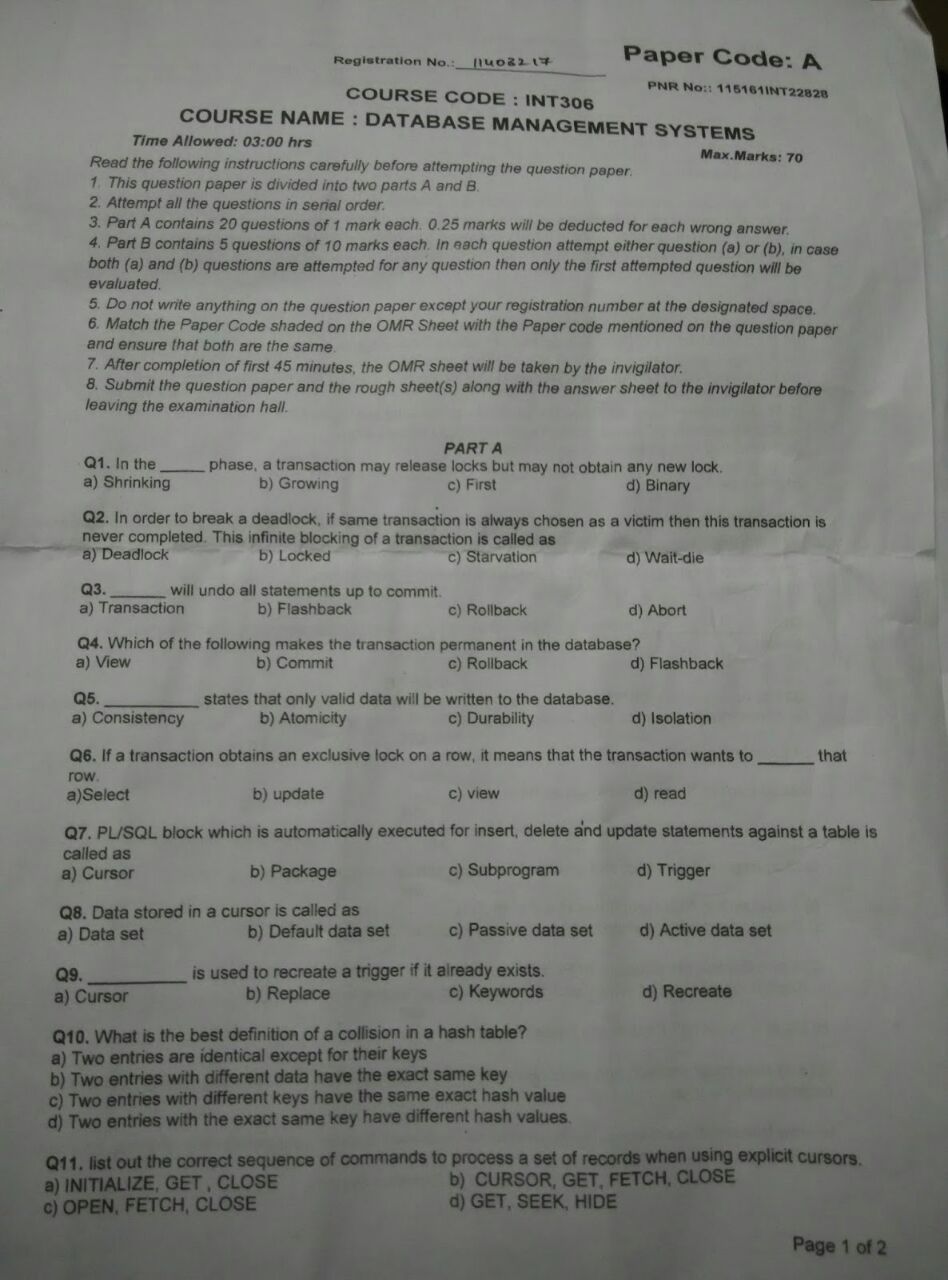 Registration No.: 11408217
Paper Code: A
PNR No:: 115161INT22828
COURSE CODE : INT306
COURSE NAME : DATABASE MANAGEMENT SYSTEMS
Time Allowed: 03:00 hrs
Max.Marks: 70
Read the following instructions carefully before attempting the question paper.
1. This question paper is divided into two parts A and B.
2. Attempt all the questions in serial order.
3. Part A contains 20 questions of 1 mark each. 0.25 marks will be deducted for each wrong answer.
4. Part B contains 5 questions of 10 marks each. In each question attempt either question (a) or (b), in case
both (a) and (b) questions are attempted for any question then only the first attempted question will be
evaluated.
5. Do not write anything on the question paper except your registration number at the designated space.
6. Match the Paper Code shaded on the OMR Sheet with the Paper code mentioned on the question paper
and ensure that both are the same.
7. After completion of first 45 minutes, the OMR sheet will be taken by the invigilator.
8. Submit the question paper and the rough sheet(s) along with the answer sheet to the invigilator before
leaving the examination hall.
PART A
Q1. In the _____ phase, a transaction may release locks but may not obtain any new lock.
a) Shrinking b) Growing c) First d) Binary
Q2. In order to break a deadlock, if same transaction is always chosen as a victim then this transaction is
never completed. This infinite blocking of a transaction is called as
a) Deadlock b) Locked c) Starvation d) Wait-die
Q3. ______ will undo all statements up to commit.
a) Transaction b) Flashback c) Rollback d) Abort
Q4. Which of the following makes the transaction permanent in the database?
a) View b) Commit c) Rollback d) Flashback
Q5. __________ states that only valid data will be written to the database.
a) Consistency b) Atomicity c) Durability d) Isolation
Q6. If a transaction obtains an exclusive lock on a row, it means that the transaction wants to ______ that
row.
a)Select b) update c) view d) read
Q7. PL/SQL block which is automatically executed for insert, delete and update statements against a table is
called as
a) Cursor b) Package c) Subprogram d) Trigger
Q8. Data stored in a cursor is called as
a) Data set b) Default data set c) Passive data set d) Active data set
Q9. __________ is used to recreate a trigger if it already exists.
a) Cursor b) Replace c) Keywords d) Recreate
Q10. What is the best definition of a collision in a hash table?
a) Two entries are identical except for their keys
b) Two entries with different data have the exact same key
c) Two entries with different keys have the same exact hash value
d) Two entries with the exact same key have different hash values.
Q11. list out the correct sequence of commands to process a set of records when using explicit cursors.
a) INITIALIZE, GET , CLOSE b) CURSOR, GET, FETCH, CLOSE
c) OPEN, FETCH, CLOSE d) GET, SEEK, HIDE
Page 1 of 2